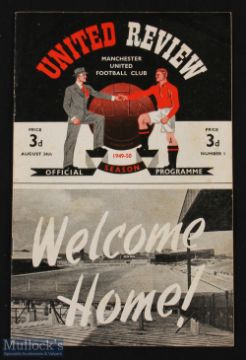 UNITED REVIEW
MANCHESTER
UNITED
FOOTBALL CLUB
PRICE
3d
AUGUST 24th
PRICE
3d
NUMBER 1
1949-50
OFFICIAL SEASON PROGRAMME
Welcome
Home!
Mullock's